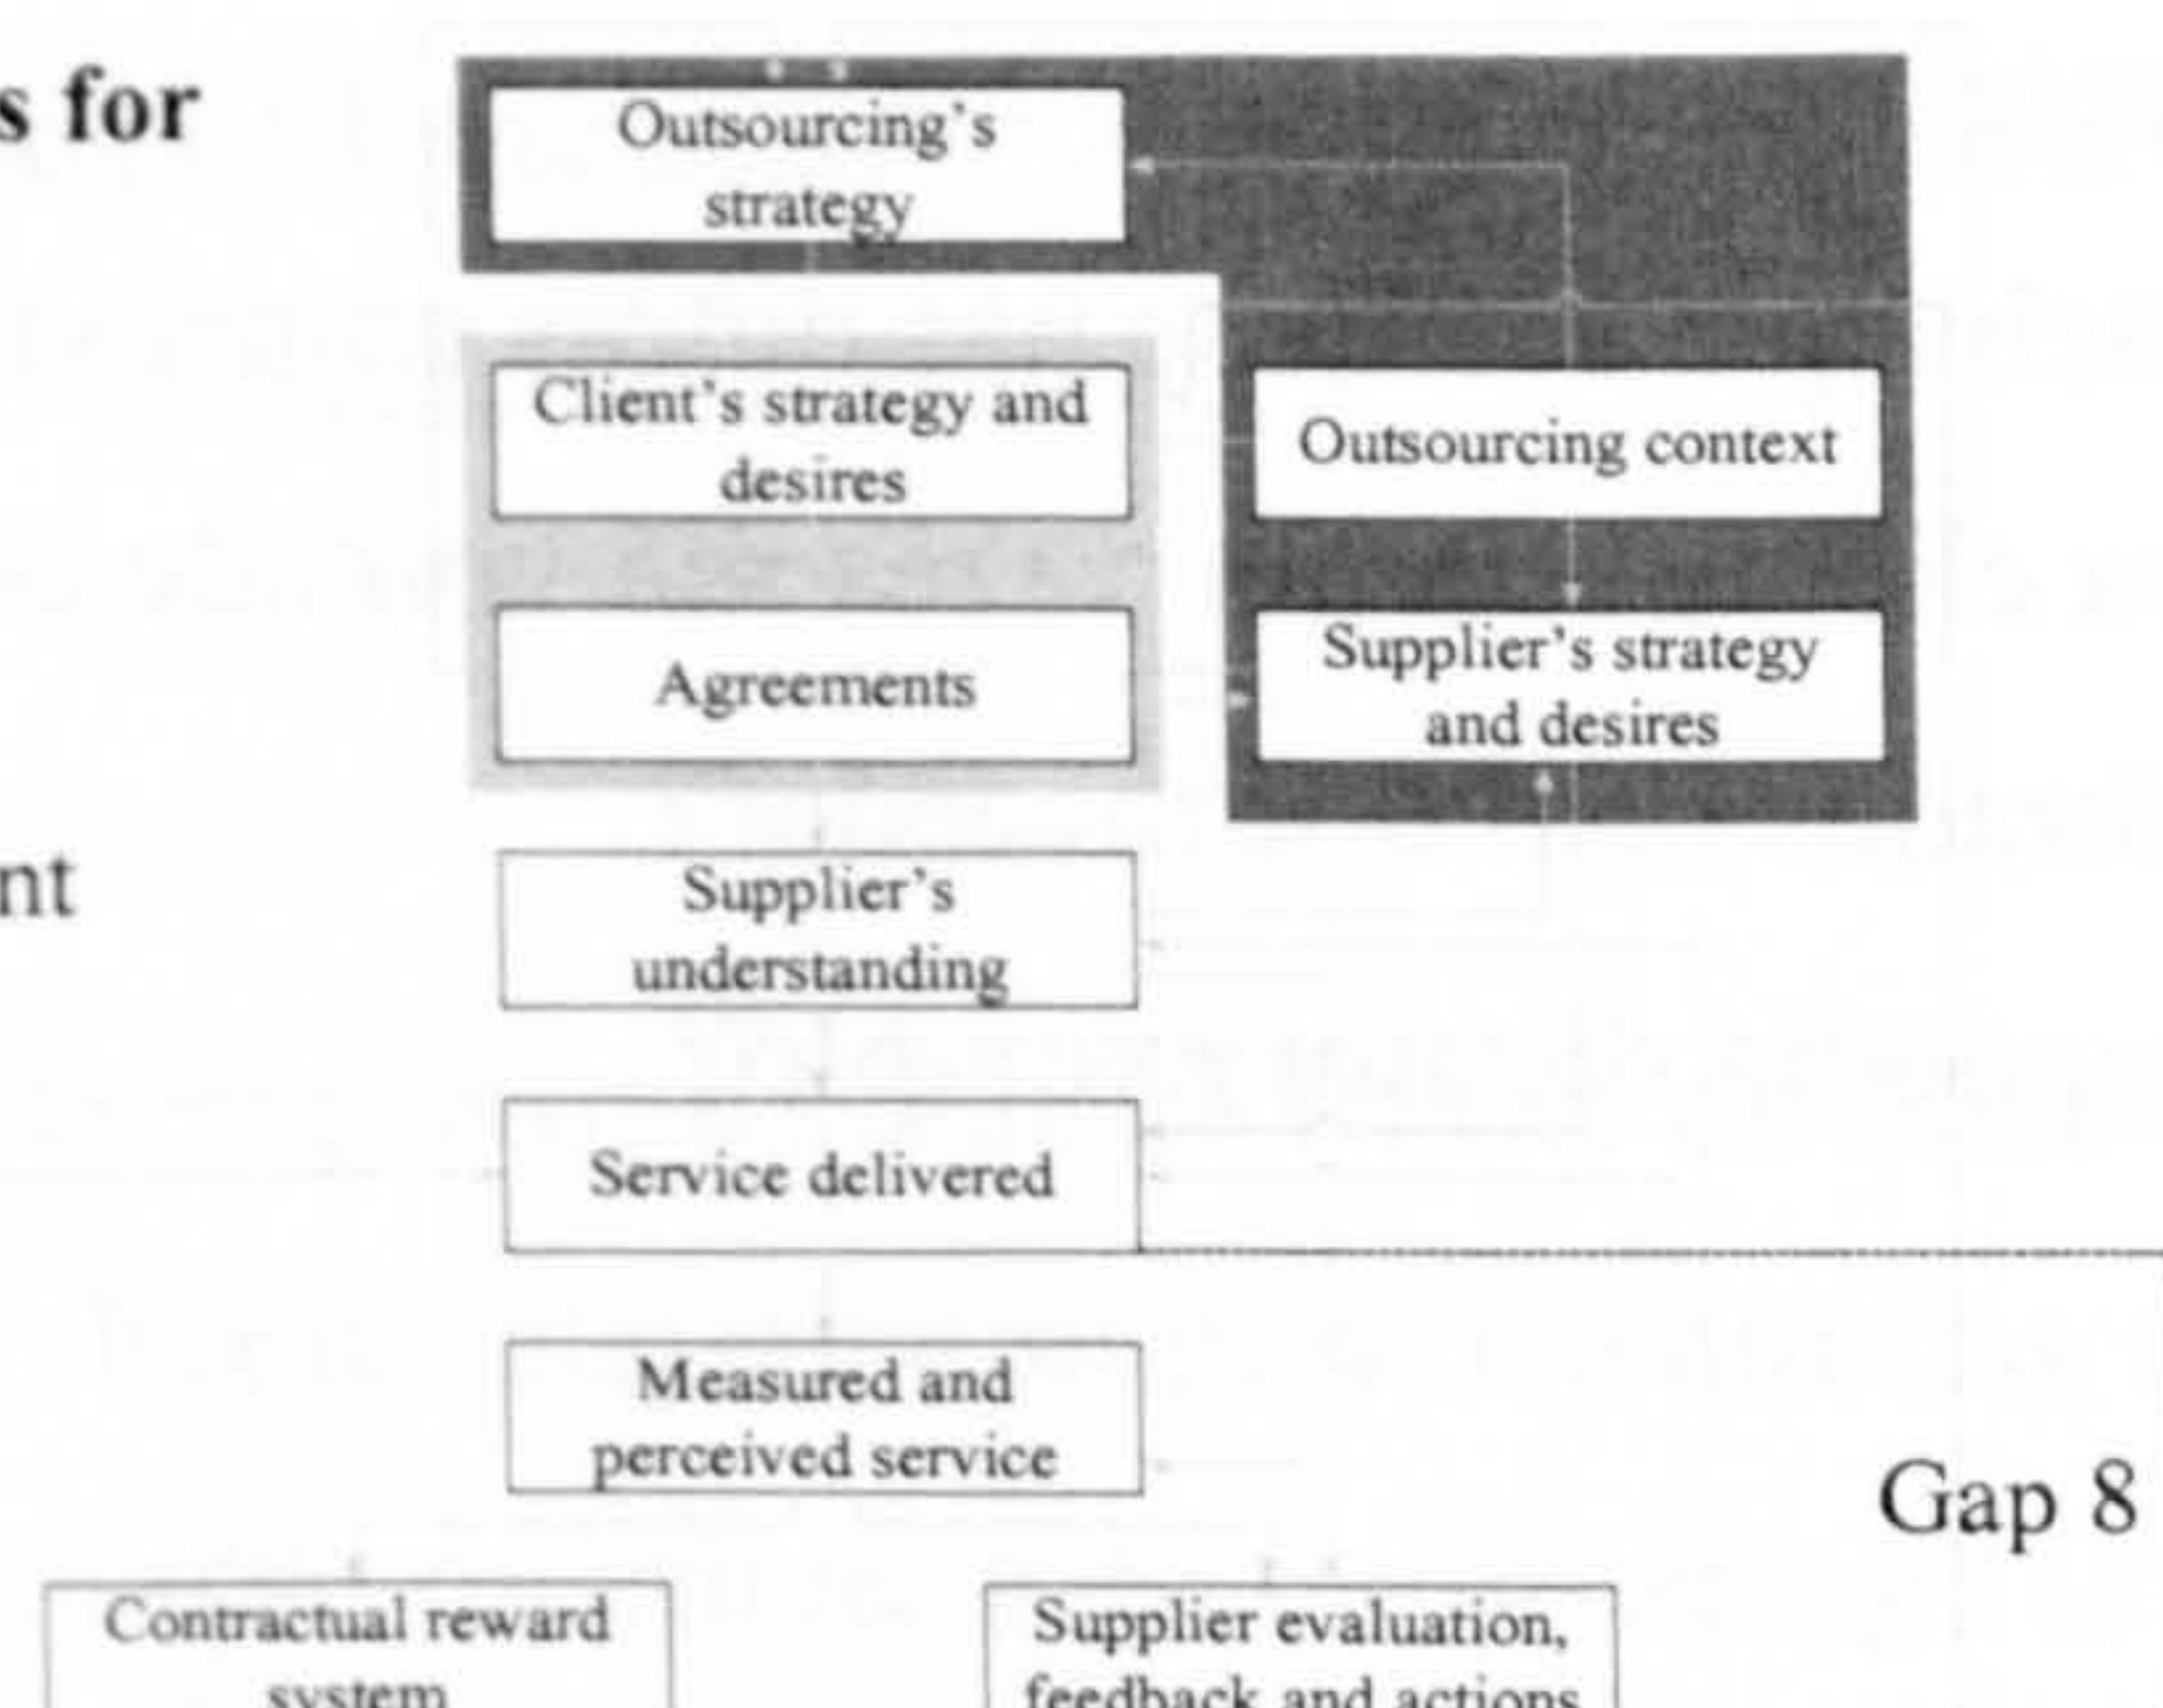 s for
Outsourcing's
strategy
Client's strategy and
desires
Outsourcing context
Agreements
Supplier's strategy
and desires
nt
Supplier's
understanding
Service delivered
Measured and
perceived service
Gap 8
Contractual reward
system
Supplier evaluation,
feedback and actions